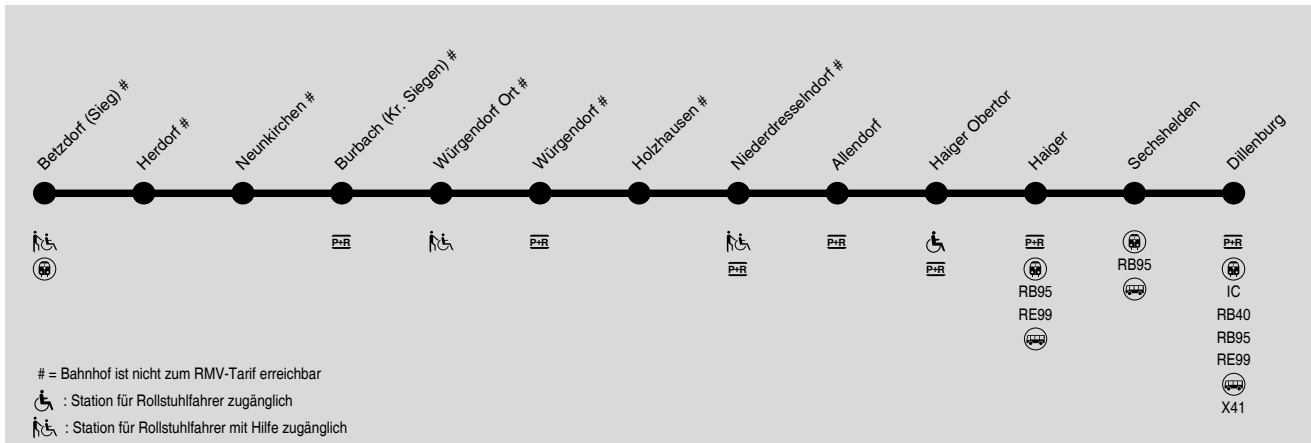 Betzdorf (Sieg) #
Herdorf #
Neunkirchen #
Burbach (Kr. Siegen) #
Würgendorf Ort #
Würgendorf #
Holzhausen #
Niederdresselndorf #
Allendorf
Haiger Obertor
Haiger
Sechshelden
Dillenburg
P+R
P+R
P+R
P+R
P+R
P+R
P+R
RB95
RE99
RB95
IC
RB40
RB95
RE99
X41
# = Bahnhof ist nicht zum RMV-Tarif erreichbar
: Station für Rollstuhlfahrer zugänglich
: Station für Rollstuhlfahrer mit Hilfe zugänglich